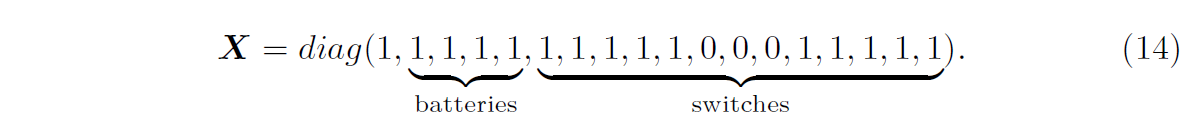 X = diag(1, 1, 1, 1, 1, 1, 1, 1, 1, 1, 0, 0, 0, 1, 1, 1, 1, 1). (14)
batteries switches